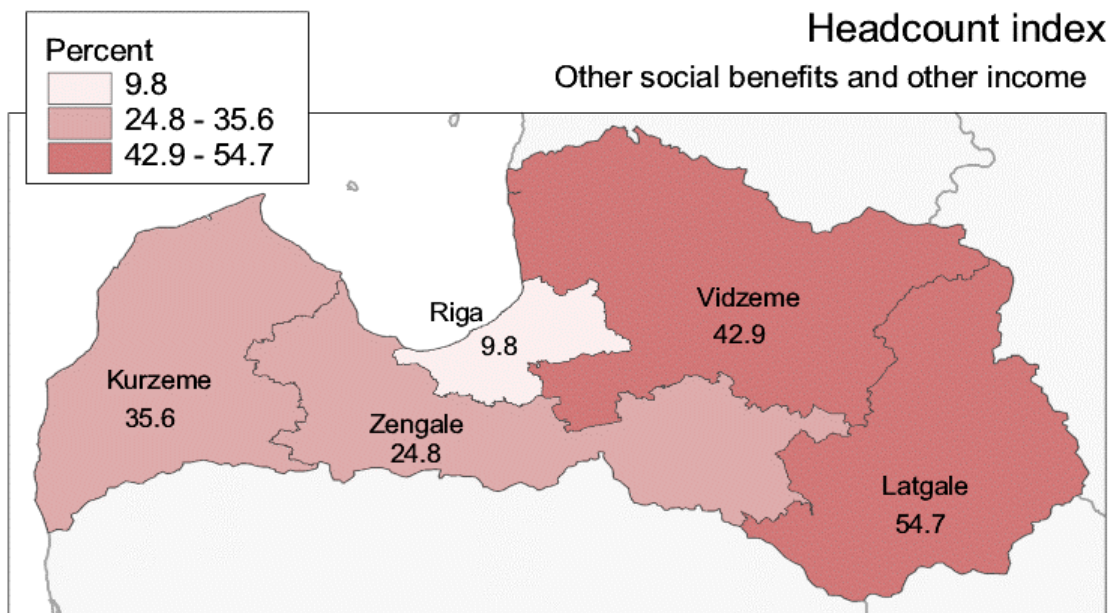 Headcount index
Other social benefits and other income
Percent
9.8
24.8 - 35.6
42.9 - 54.7
Riga
9.8
Vidzeme
42.9
Kurzeme
35.6
Zengale
24.8
Latgale
54.7